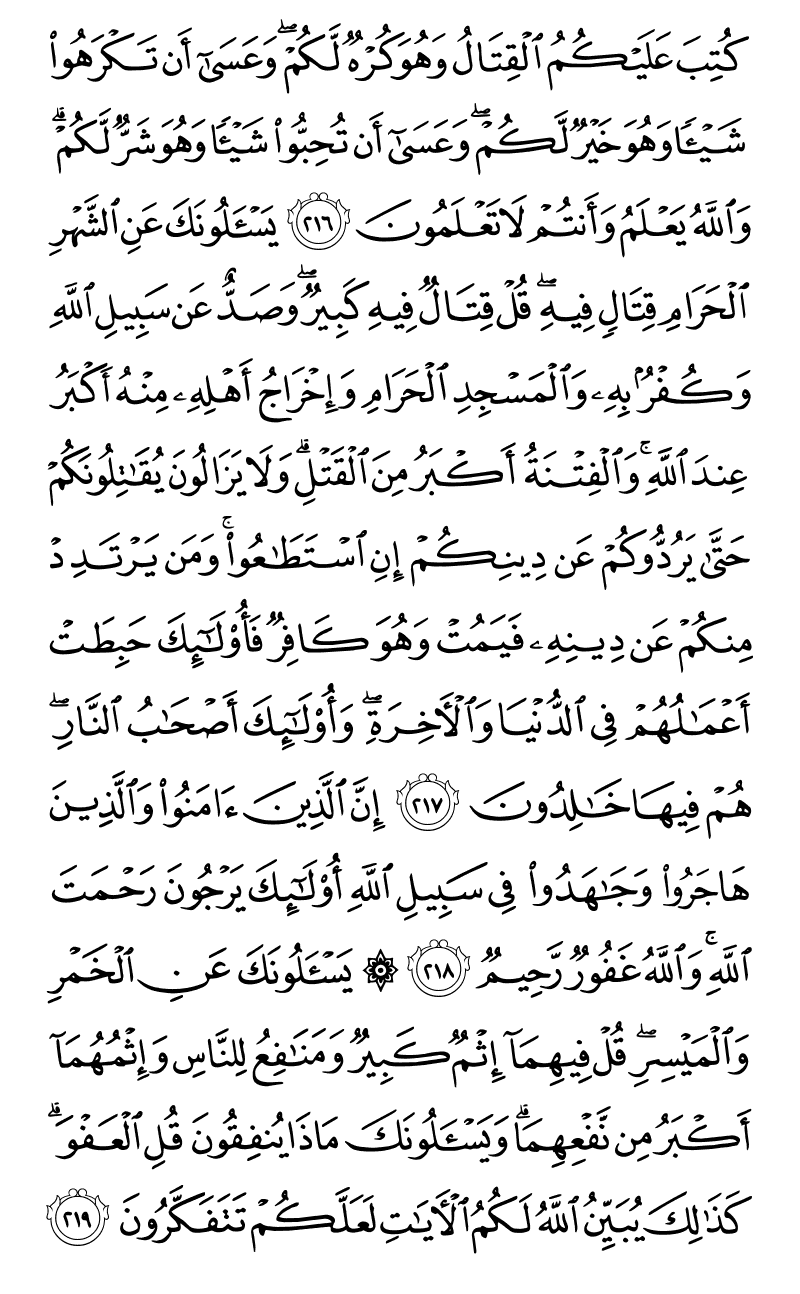 كُتِبَ عَلَيْكُمُ ٱلْقِتَالُ وَهُوَ كُرْهٌ لَّكُمْ ۖ وَعَسَىٰٓ أَن تَكْرَهُوا۟
شَيْـًٔا وَهُوَ خَيْرٌ لَّكُمْ ۖ وَعَسَىٰٓ أَن تُحِبُّوا۟ شَيْـًٔا وَهُوَ شَرٌّ لَّكُمْ ۗ
وَٱللَّهُ يَعْلَمُ وَأَنتُمْ لَا تَعْلَمُونَ ٢١٦ يَسْـَٔلُونَكَ عَنِ ٱلشَّهْرِ
ٱلْحَرَامِ قِتَالٍ فِيهِ ۖ قُلْ قِتَالٌ فِيهِ كَبِيرٌ ۖ وَصَدٌّ عَن سَبِيلِ ٱللَّهِ
وَكُفْرٌۢ بِهِۦ وَٱلْمَسْجِدِ ٱلْحَرَامِ وَإِخْرَاجُ أَهْلِهِۦ مِنْهُ أَكْبَرُ
عِندَ ٱللَّهِ ۚ وَٱلْفِتْنَةُ أَكْبَرُ مِنَ ٱلْقَتْلِ ۗ وَلَا يَزَالُونَ يُقَـٰتِلُونَكُمْ
حَتَّىٰ يَرُدُّوكُمْ عَن دِينِكُمْ إِنِ ٱسْتَطَـٰعُوا۟ ۚ وَمَن يَرْتَدِدْ
مِنكُمْ عَن دِينِهِۦ فَيَمُتْ وَهُوَ كَافِرٌ فَأُو۟لَـٰٓئِكَ حَبِطَتْ
أَعْمَـٰلُهُمْ فِى ٱلدُّنْيَا وَٱلْـَٔاخِرَةِ ۖ وَأُو۟لَـٰٓئِكَ أَصْحَـٰبُ ٱلنَّارِ ۖ
هُمْ فِيهَا خَـٰلِدُونَ ٢١٧ إِنَّ ٱلَّذِينَ ءَامَنُوا۟ وَٱلَّذِينَ
هَاجَرُوا۟ وَجَـٰهَدُوا۟ فِى سَبِيلِ ٱللَّهِ أُو۟لَـٰٓئِكَ يَرْجُونَ رَحْمَتَ
ٱللَّهِ ۚ وَٱللَّهُ غَفُورٌ رَّحِيمٌ ٢١٨ ۞ يَسْـَٔلُونَكَ عَنِ ٱلْخَمْرِ
وَٱلْمَيْسِرِ ۖ قُلْ فِيهِمَآ إِثْمٌ كَبِيرٌ وَمَنَـٰفِعُ لِلنَّاسِ وَإِثْمُهُمَآ
أَكْبَرُ مِن نَّفْعِهِمَا ۗ وَيَسْـَٔلُونَكَ مَاذَا يُنفِقُونَ قُلِ ٱلْعَفْوَ ۗ
كَذَٰلِكَ يُبَيِّنُ ٱللَّهُ لَكُمُ ٱلْـَٔايَـٰتِ لَعَلَّكُمْ تَتَفَكَّرُونَ ٢١٩